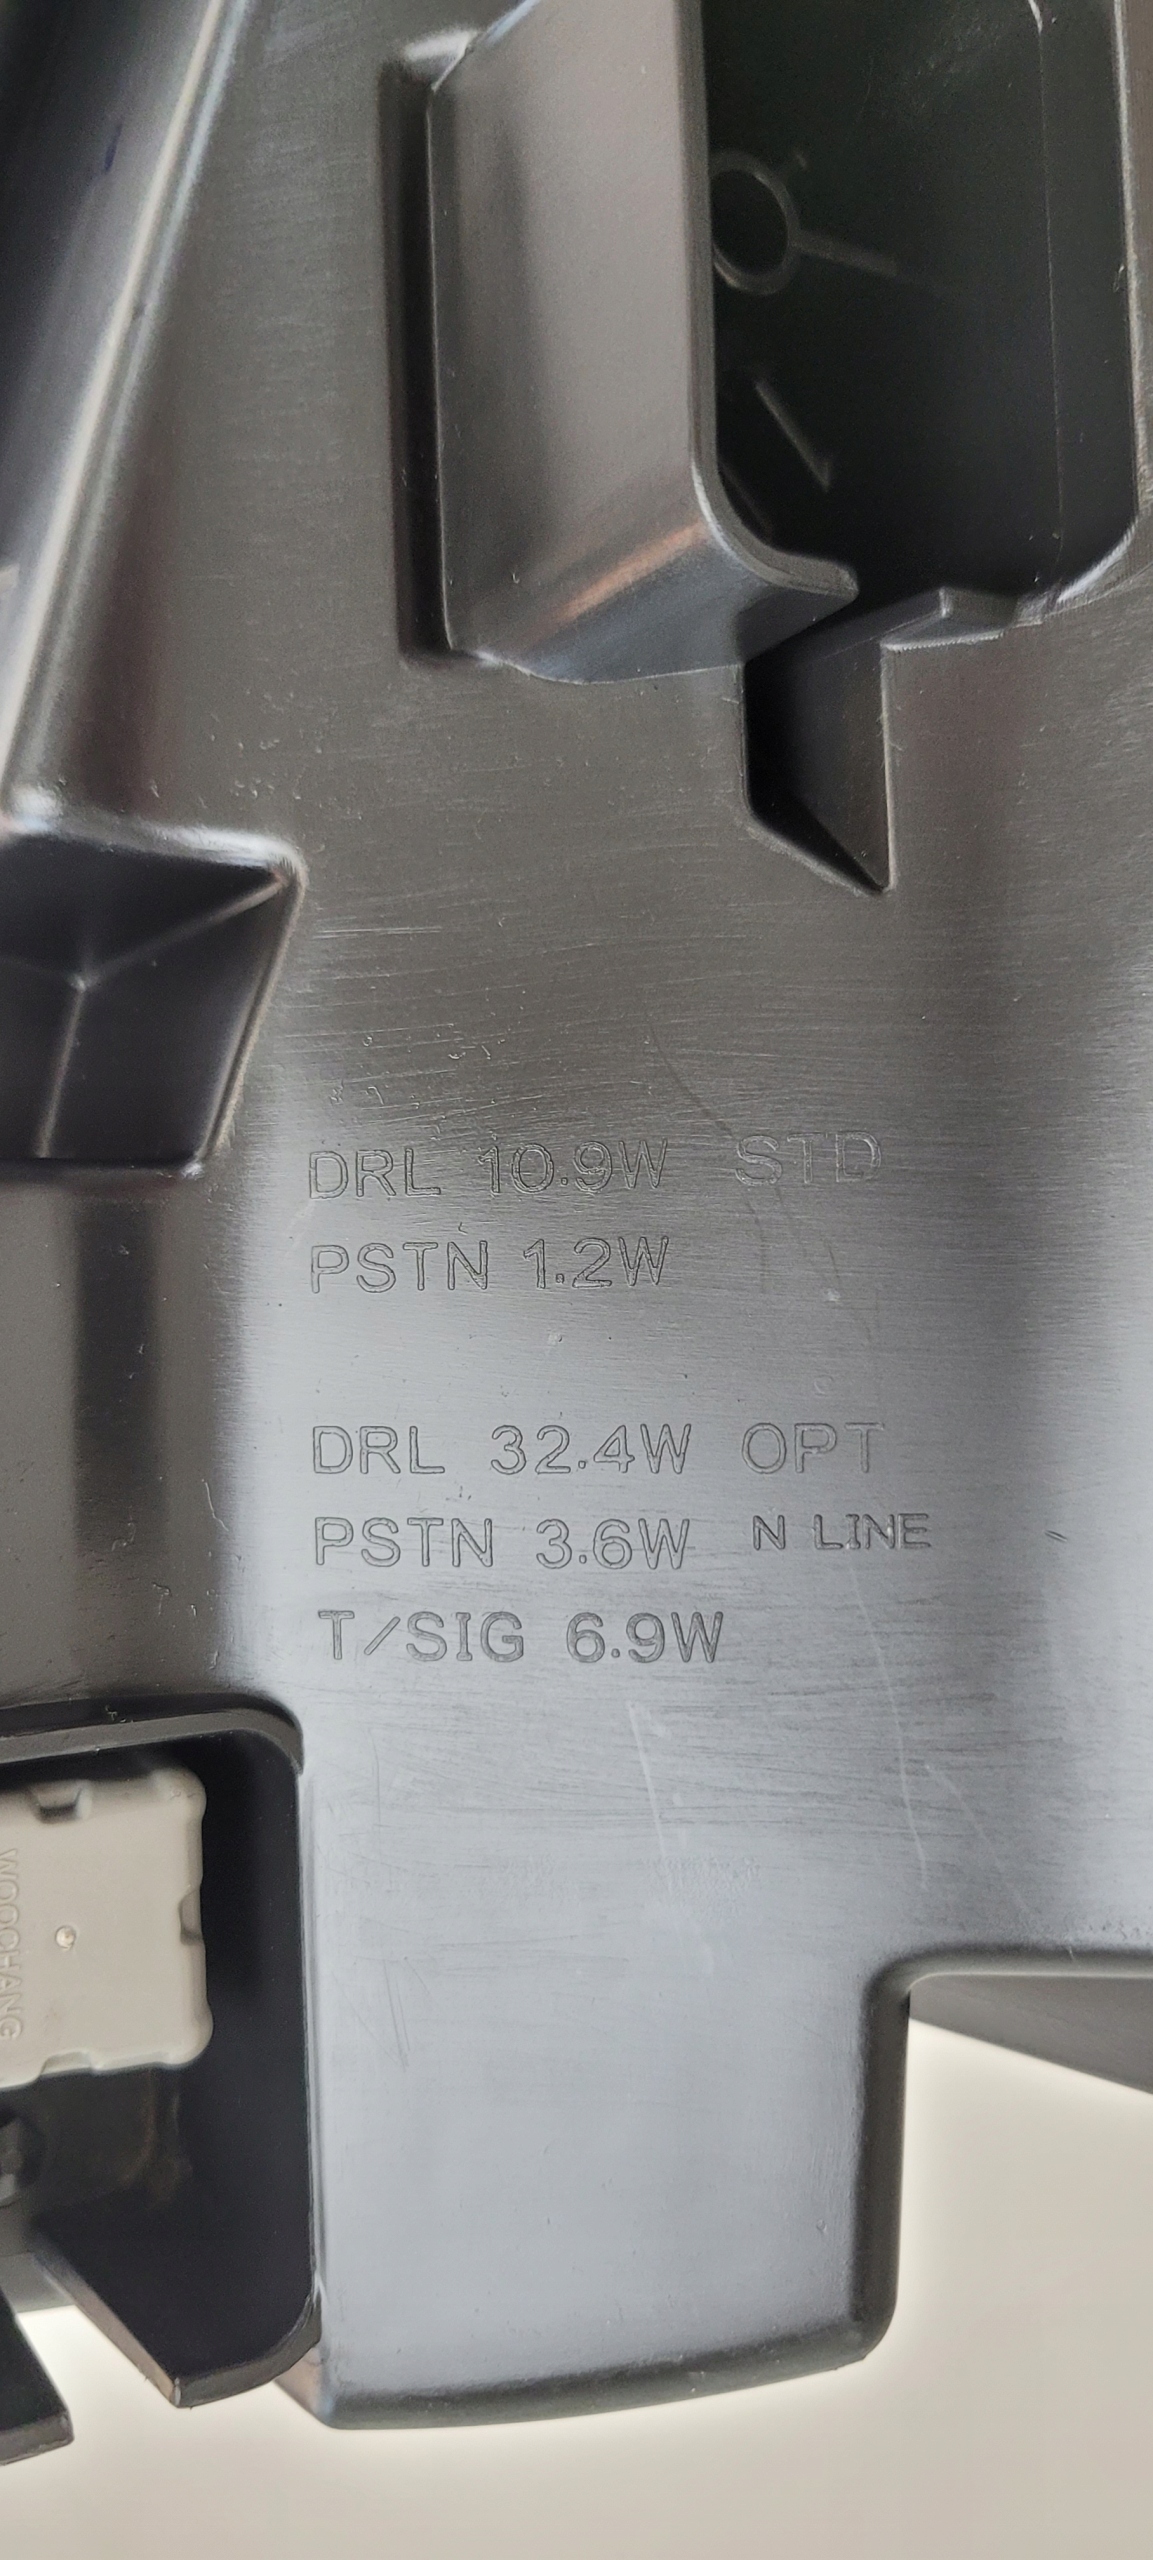 DRL 10.9W STD
PSTN 1.2W
DRL 32.4W OPT
PSTN 3.6W N LINE
T/SIG 6.9W
WOOCHANG